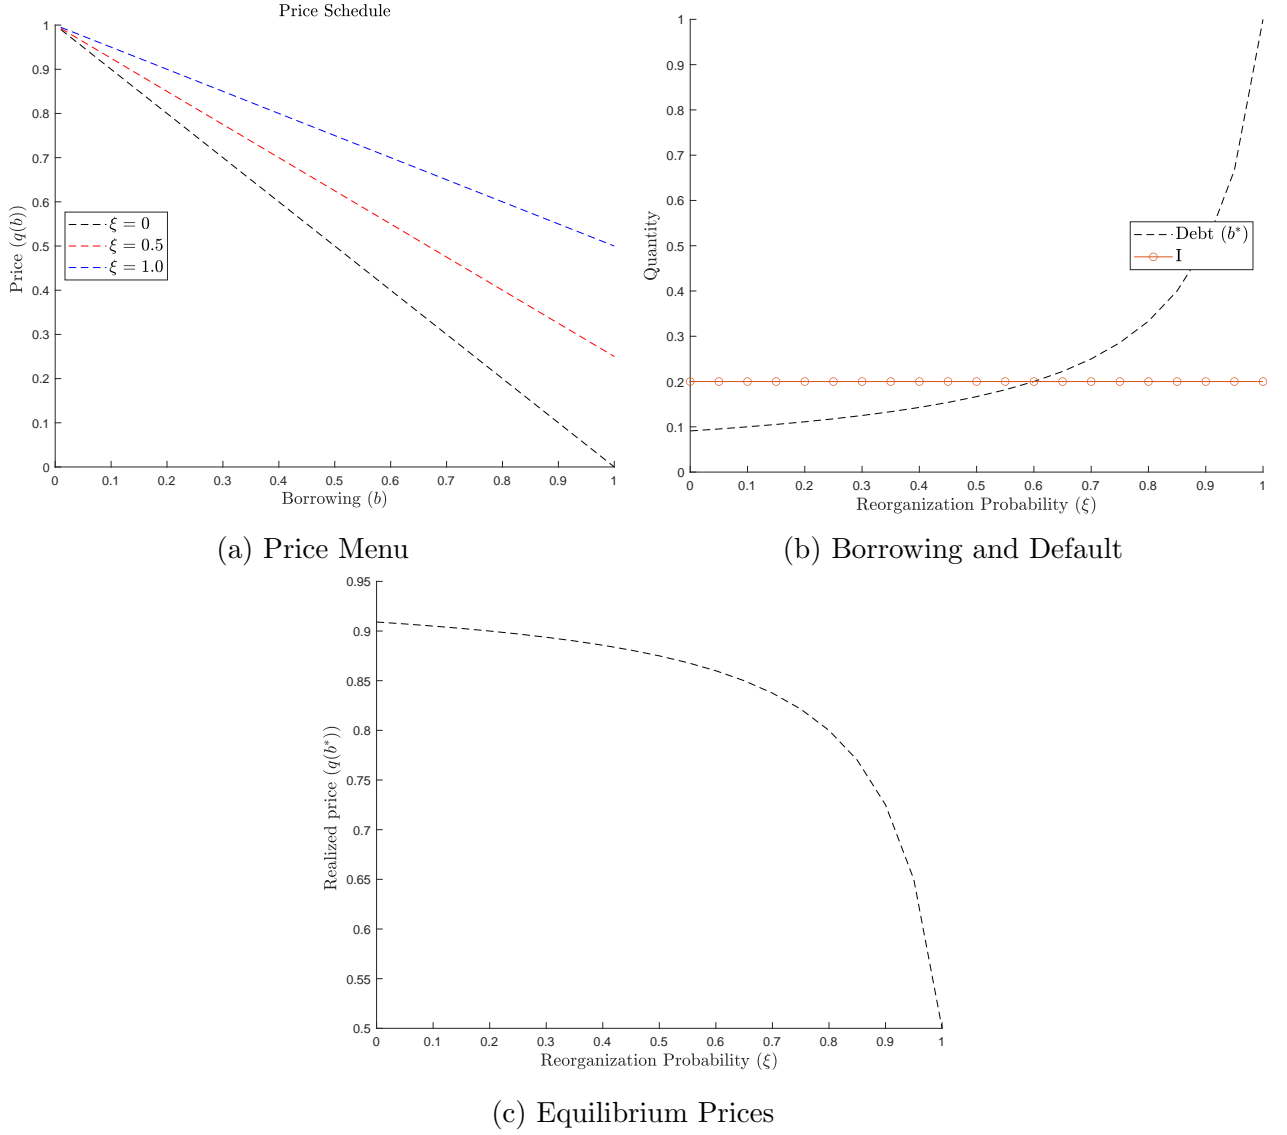 Price Schedule
1
0.9
0.8
0.7
0.6
0.5
0.4
0.3
0.2
0.1
0
Price (q(b))
ξ = 0
ξ = 0.5
ξ = 1.0
0 0.1 0.2 0.3 0.4 0.5 0.6 0.7 0.8 0.9 1
Borrowing (b)
(a) Price Menu
1
0.9
0.8
0.7
0.6
0.5
0.4
0.3
0.2
0.1
0
Quantity
Debt (b*)
I
0 0.1 0.2 0.3 0.4 0.5 0.6 0.7 0.8 0.9 1
Reorganization Probability (ξ)
(b) Borrowing and Default
0.95
0.9
0.85
0.8
0.75
0.7
0.65
0.6
0.55
0.5
Realized price (q(b*))
0 0.1 0.2 0.3 0.4 0.5 0.6 0.7 0.8 0.9 1
Reorganization Probability (ξ)
(c) Equilibrium Prices